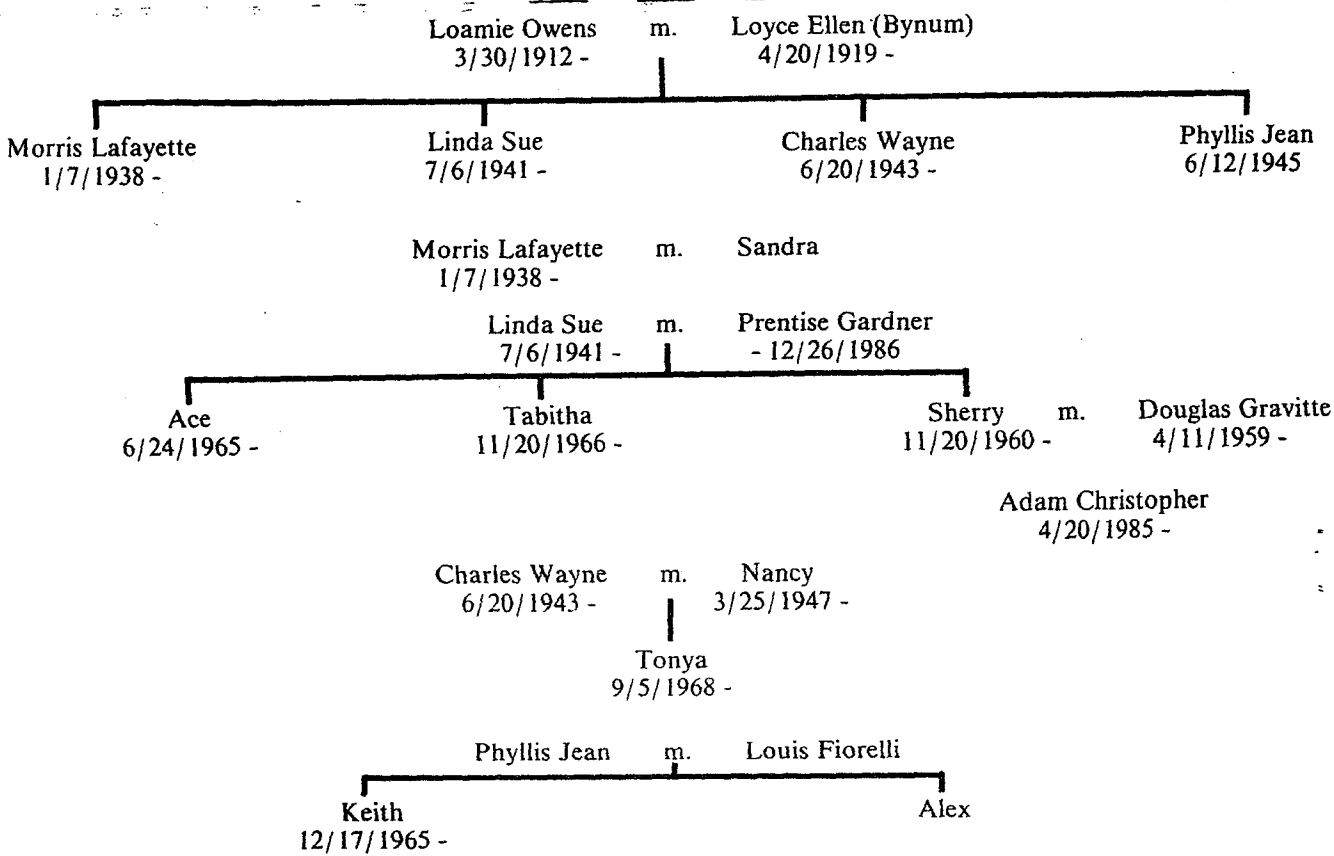 Loamie Owens m. Loyce Ellen (Bynum)
3/30/1912 - 4/20/1919 -
Morris Lafayette Linda Sue Charles Wayne Phyllis Jean
1/7/1938 - 7/6/1941 - 6/20/1943 - 6/12/1945
Morris Lafayette m. Sandra
1/7/1938 -
Linda Sue m. Prentise Gardner
7/6/1941 - - 12/26/1986
Ace Tabitha Sherry m. Douglas Gravitte
6/24/1965 - 11/20/1966 - 11/20/1960 - 4/11/1959 -
Adam Christopher
4/20/1985 -
Charles Wayne m. Nancy
6/20/1943 - 3/25/1947 -
Tonya
9/5/1968 -
Phyllis Jean m. Louis Fiorelli
Keith Alex
12/17/1965 -